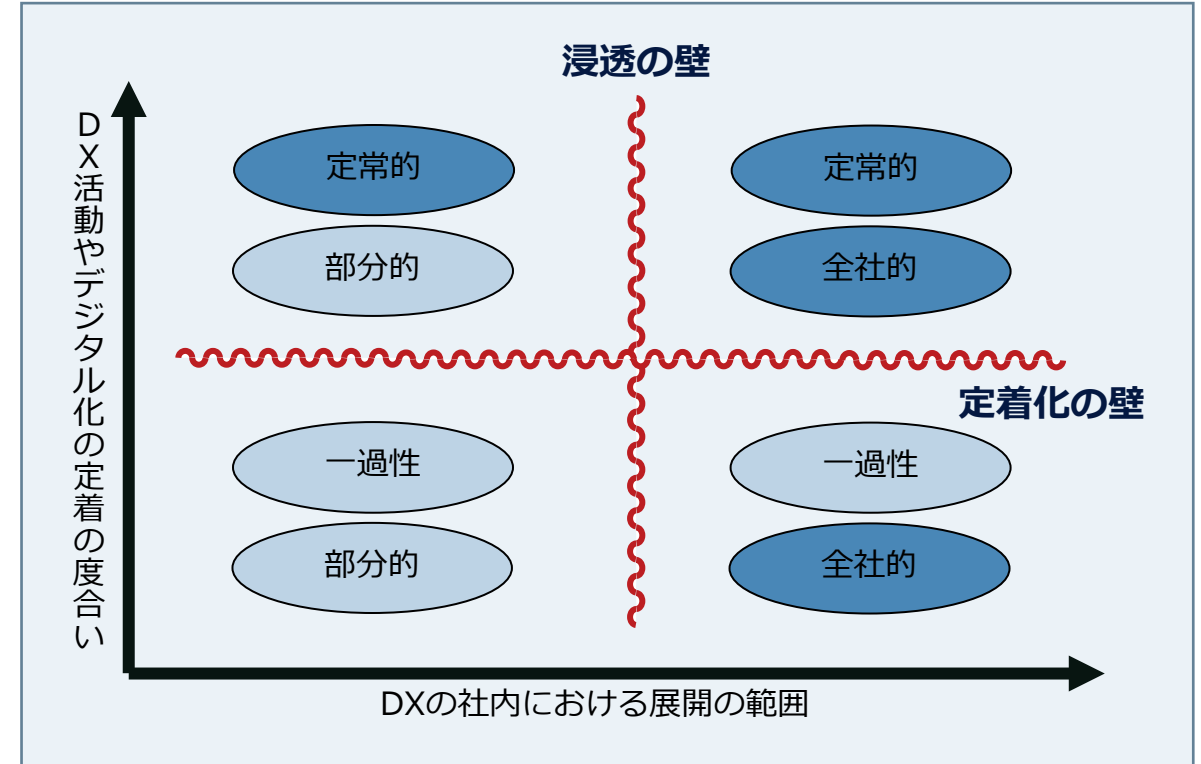 浸透の壁
DX活動やデジタル化の定着の度合い
定常的
定常的
部分的
全社的
定着化の壁
一過性
一過性
部分的
全社的
DXの社内における展開の範囲